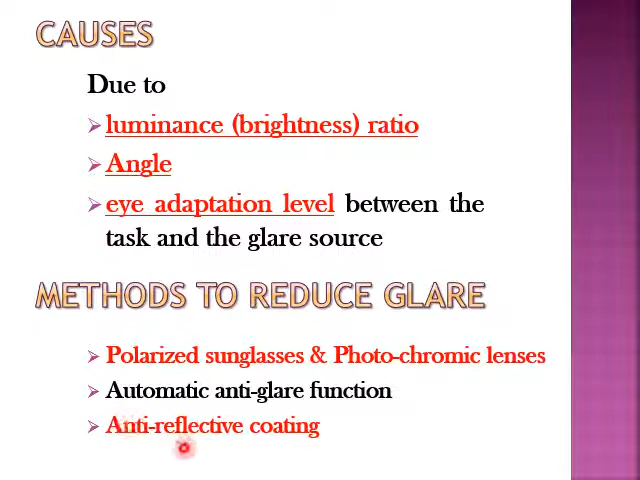 CAUSES
Due to
luminance (brightness) ratio
Angle
eye adaptation level between the
task and the glare source
METHODS TO REDUCE GLARE
Polarized sunglasses & Photo-chromic lenses
Automatic anti-glare function
Anti-reflective coating